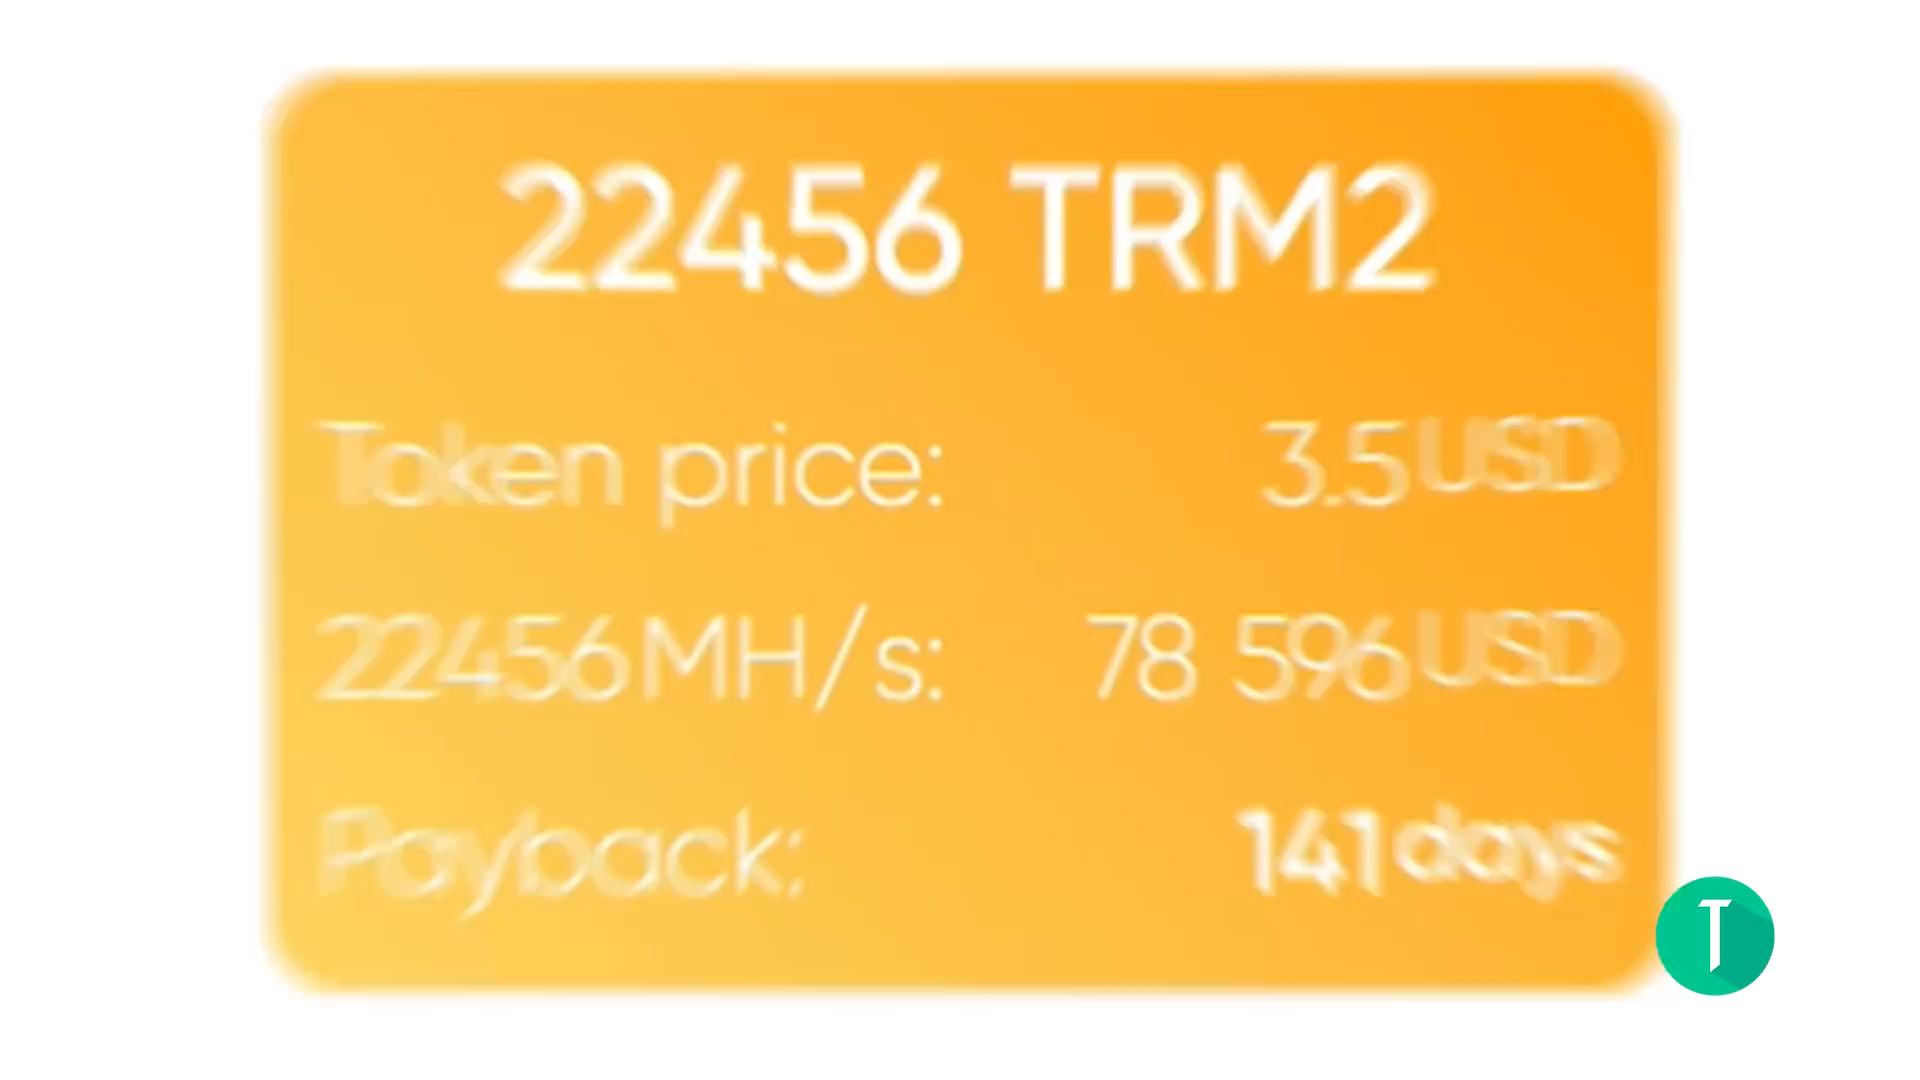 22456 TRM2
Token price: 3.5 USD
22456 MH/s: 78 596 USD
Payback: 141 days
T